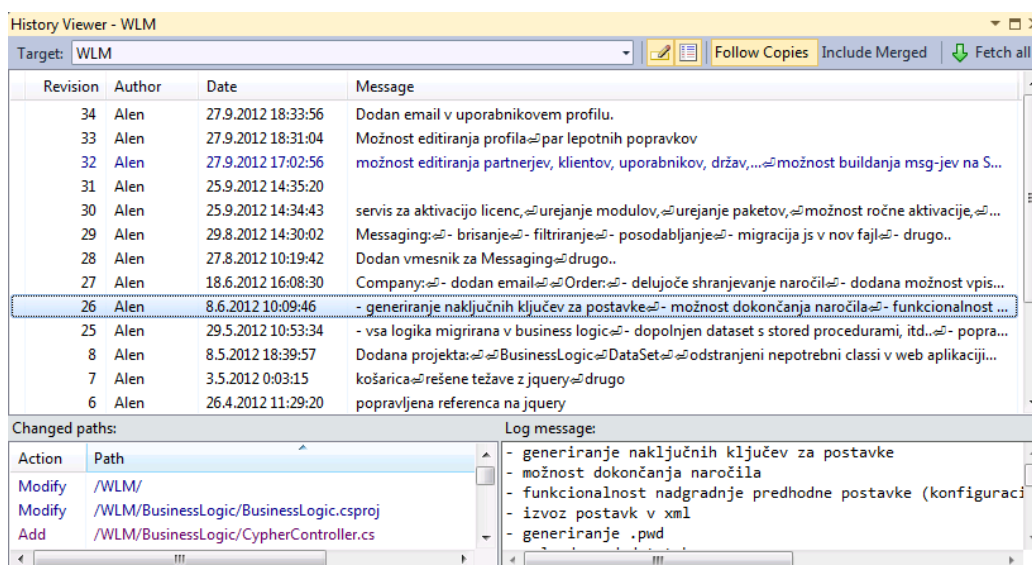 History Viewer - WLM
Target: WLM Follow Copies Include Merged Fetch all
Revision Author Date Message
34 Alen 27.9.2012 18:33:56 Dodan email v uporabnikovem profilu.
33 Alen 27.9.2012 18:31:04 Možnost editiranja profila⏎par lepotnih popravkov
32 Alen 27.9.2012 17:02:56 možnost editiranja partnerjev, klientov, uporabnikov, držav,...⏎možnost buildanja msg-jev na S...
31 Alen 25.9.2012 14:35:20
30 Alen 25.9.2012 14:34:43 servis za aktivacijo licenc,⏎urejanje modulov,⏎urejanje paketov,⏎možnost ročne aktivacije,⏎...
29 Alen 29.8.2012 14:30:02 Messaging:⏎- brisanje⏎- filtriranje⏎- posodabljanje⏎- migracija js v nov fajl⏎- drugo..
28 Alen 27.8.2012 10:19:42 Dodan vmesnik za Messaging⏎drugo..
27 Alen 18.6.2012 16:08:30 Company:⏎- dodan email⏎⏎Order:⏎- delujoče shranjevanje naročil⏎- dodana možnost vpis...
26 Alen 8.6.2012 10:09:46 - generiranje naključnih ključev za postavke⏎- možnost dokončanja naročila⏎- funkcionalnost ...
25 Alen 29.5.2012 10:53:34 - vsa logika migrirana v business logic⏎- dopolnjen dataset s stored procedurami, itd..⏎- popra...
8 Alen 8.5.2012 18:39:57 Dodana projekta:⏎⏎BusinessLogic⏎DataSet⏎⏎odstranjeni nepotrebni classi v web aplikaciji...
7 Alen 3.5.2012 0:03:15 košarica⏎rešene težave z jquery⏎drugo
6 Alen 26.4.2012 11:29:20 popravljena referenca na jquery
Changed paths:
Action Path
Modify /WLM/
Modify /WLM/BusinessLogic/BusinessLogic.csproj
Add /WLM/BusinessLogic/CypherController.cs
Log message:
- generiranje naključnih ključev za postavke
- možnost dokončanja naročila
- funkcionalnost nadgradnje predhodne postavke (konfiguraci
- izvoz postavk v xml
- generiranje .pwd